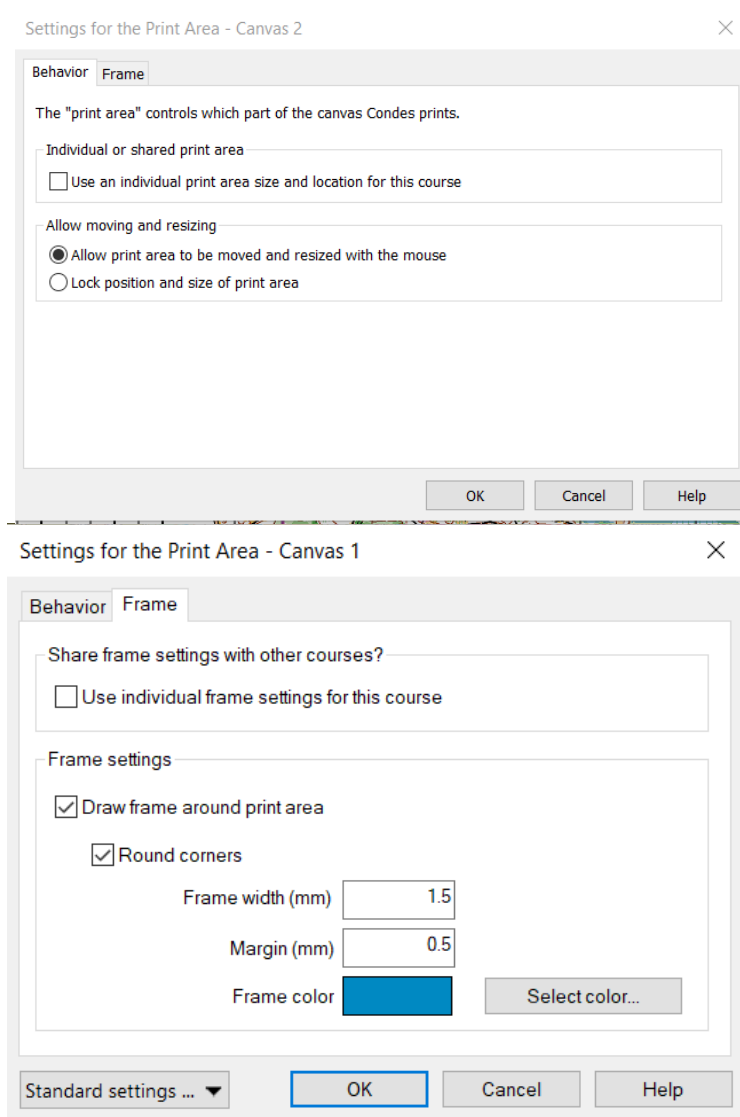 Settings for the Print Area - Canvas 2
Behavior Frame
The "print area" controls which part of the canvas Condes prints.
Individual or shared print area
Use an individual print area size and location for this course
Allow moving and resizing
Allow print area to be moved and resized with the mouse
Lock position and size of print area
OK Cancel Help
Settings for the Print Area - Canvas 1
Behavior Frame
Share frame settings with other courses?
Use individual frame settings for this course
Frame settings
Draw frame around print area
Round corners
Frame width (mm) 1.5
Margin (mm) 0.5
Frame color Select color...
Standard settings ... OK Cancel Help